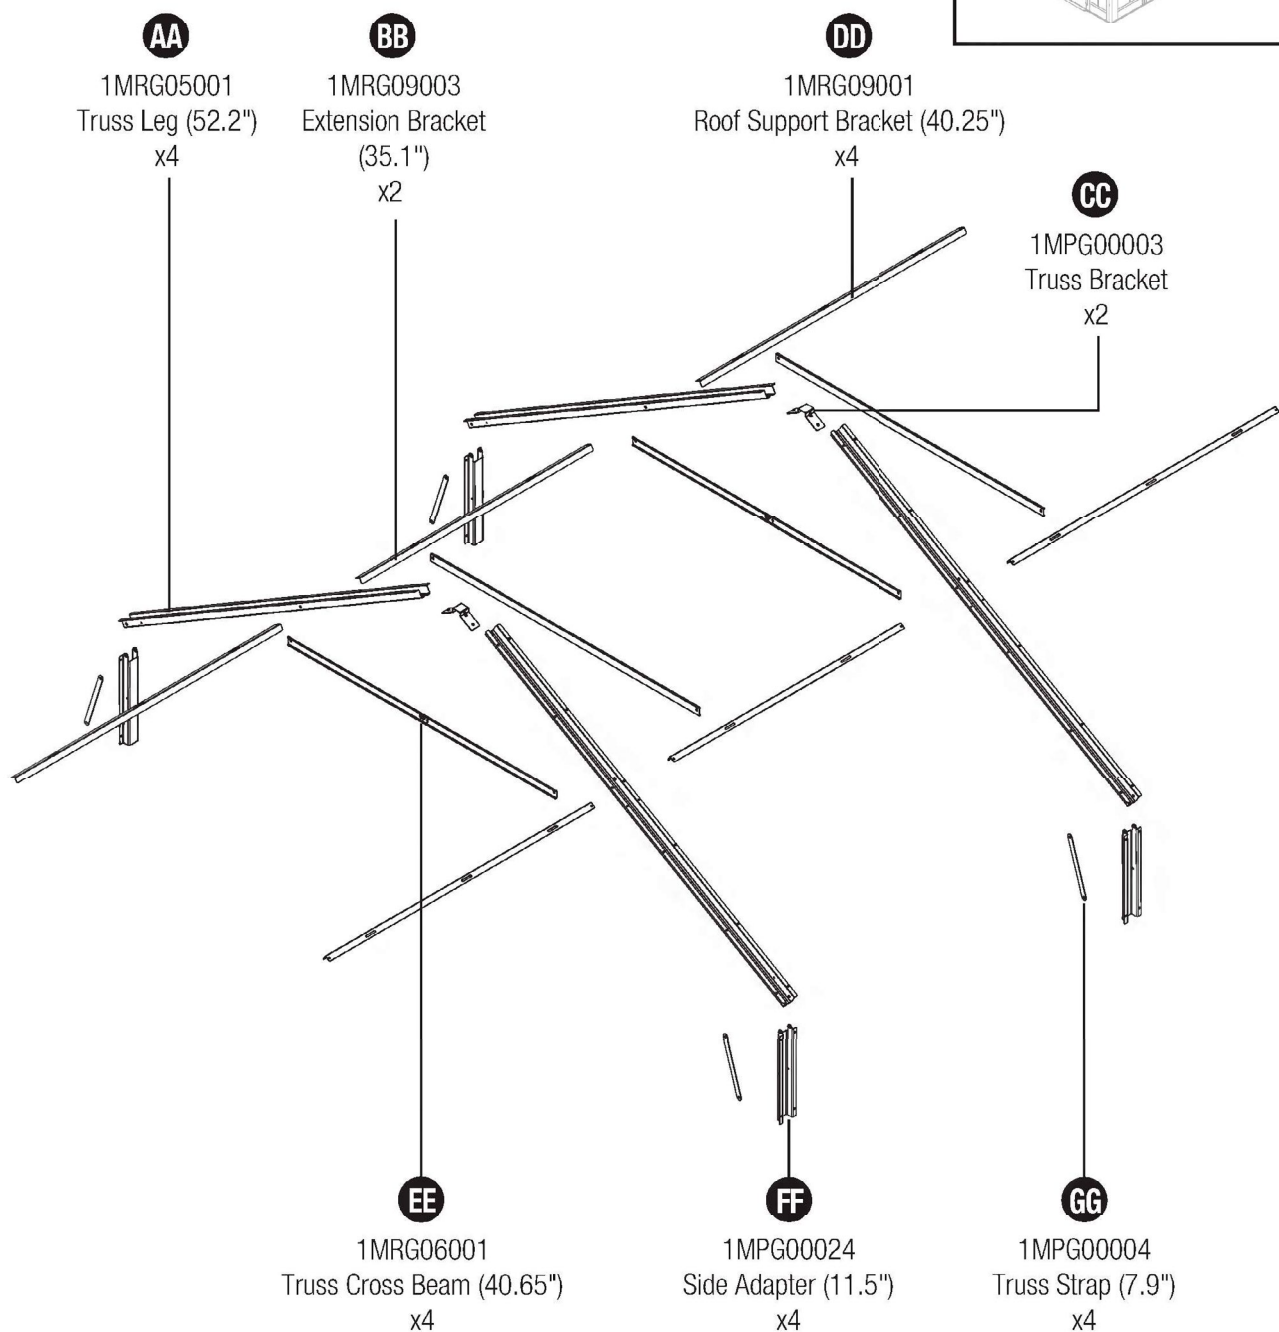 AA
1MRG05001
Truss Leg (52.2")
x4
BB
1MRG09003
Extension Bracket
(35.1")
x2
DD
1MRG09001
Roof Support Bracket (40.25")
x4
CC
1MPG00003
Truss Bracket
x2
EE
1MRG06001
Truss Cross Beam (40.65")
x4
FF
1MPG00024
Side Adapter (11.5")
x4
GG
1MPG00004
Truss Strap (7.9")
x4